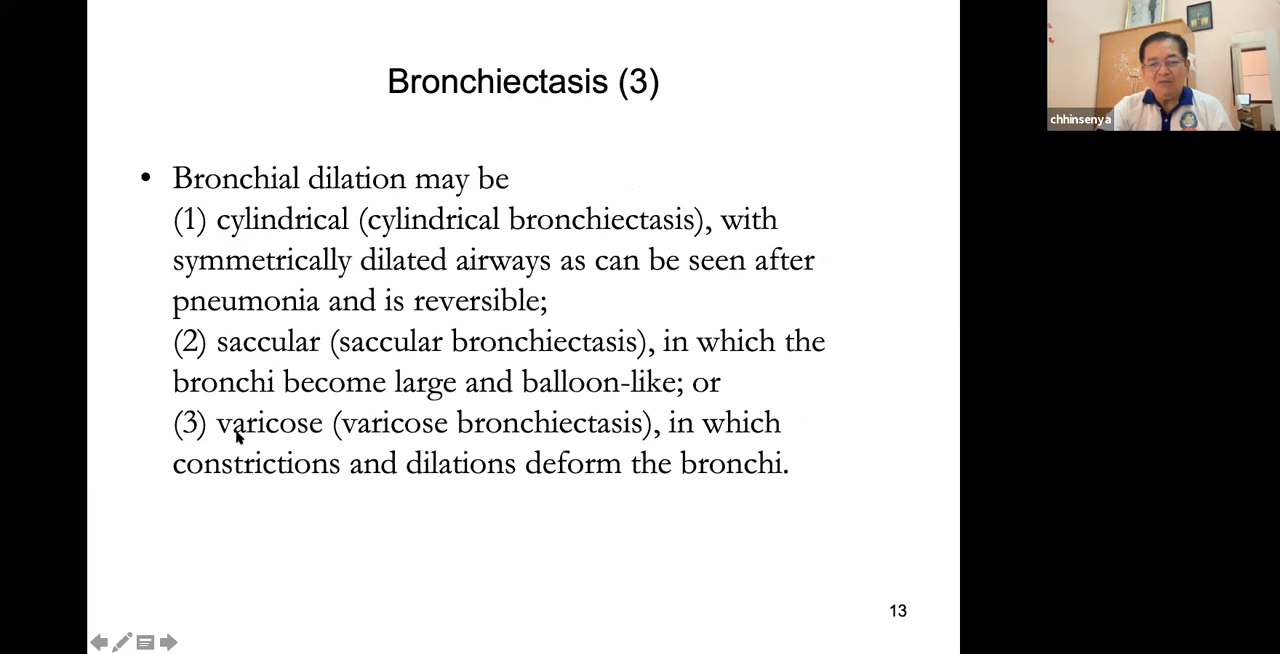 Bronchiectasis (3)
• Bronchial dilation may be
(1) cylindrical (cylindrical bronchiectasis), with
symmetrically dilated airways as can be seen after
pneumonia and is reversible;
(2) saccular (saccular bronchiectasis), in which the
bronchi become large and balloon-like; or
(3) varicose (varicose bronchiectasis), in which
constrictions and dilations deform the bronchi.
13
chhinsenya